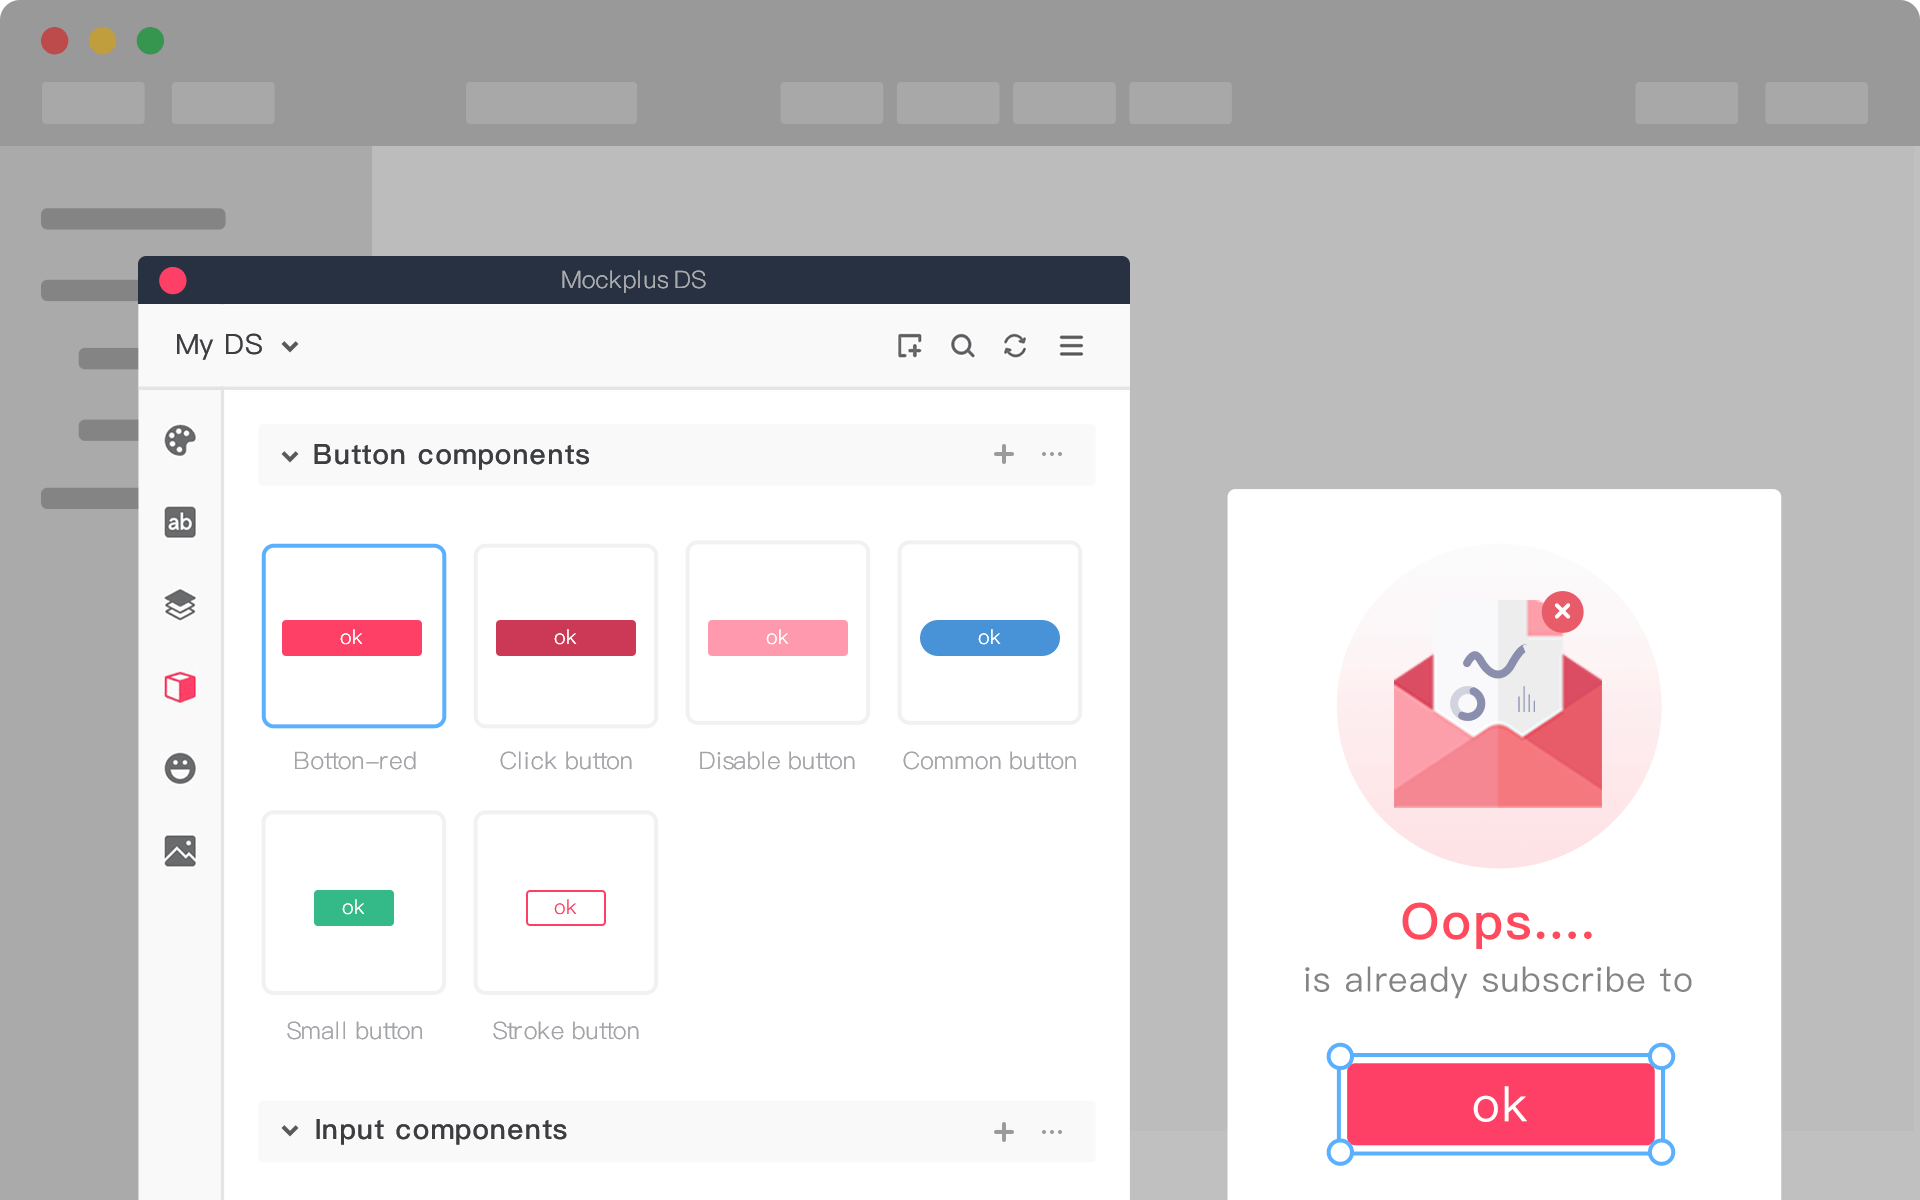 Mockplus DS
My DS
ab
Button components
ok
ok
ok
ok
Botton-red
Click button
Disable button
Common button
ok
ok
Small button
Stroke button
Input components
Oops....
is already subscribe to
ok